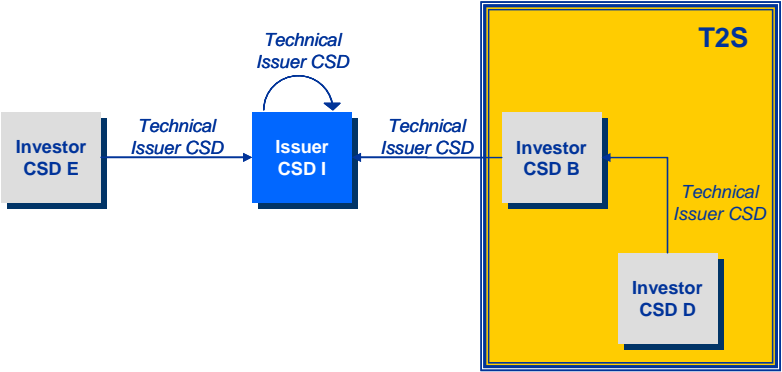 T2S
Technical
Issuer CSD
Technical
Issuer CSD
Technical
Issuer CSD
Investor
CSD E
Issuer
CSD I
Investor
CSD B
Technical
Issuer CSD
Investor
CSD D